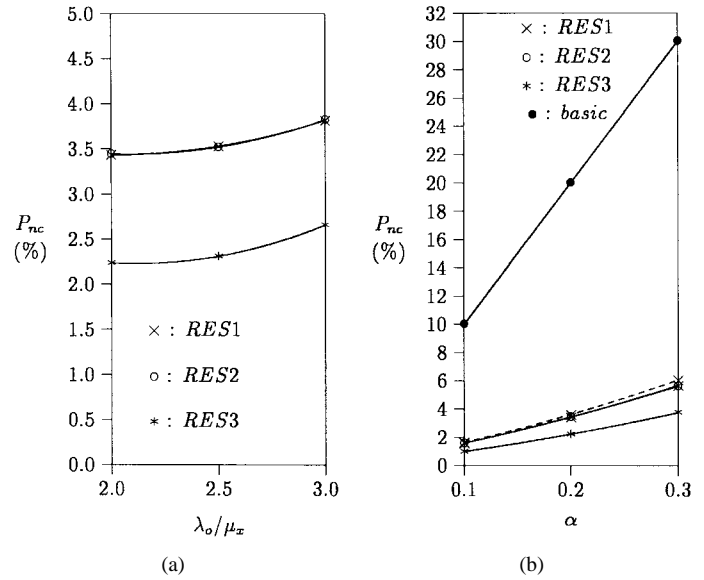 5.0
4.5
4.0
3.5
3.0
2.5
2.0
1.5
1.0
0.5
0.0
P_nc
(%)
× : RES1
○ : RES2
* : RES3
2.0 2.5 3.0
λ_o/μ_x
(a)
32
30
28
26
24
22
20
18
16
14
12
10
8
6
4
2
0
P_nc
(%)
× : RES1
○ : RES2
* : RES3
● : basic
0.1 0.2 0.3
α
(b)